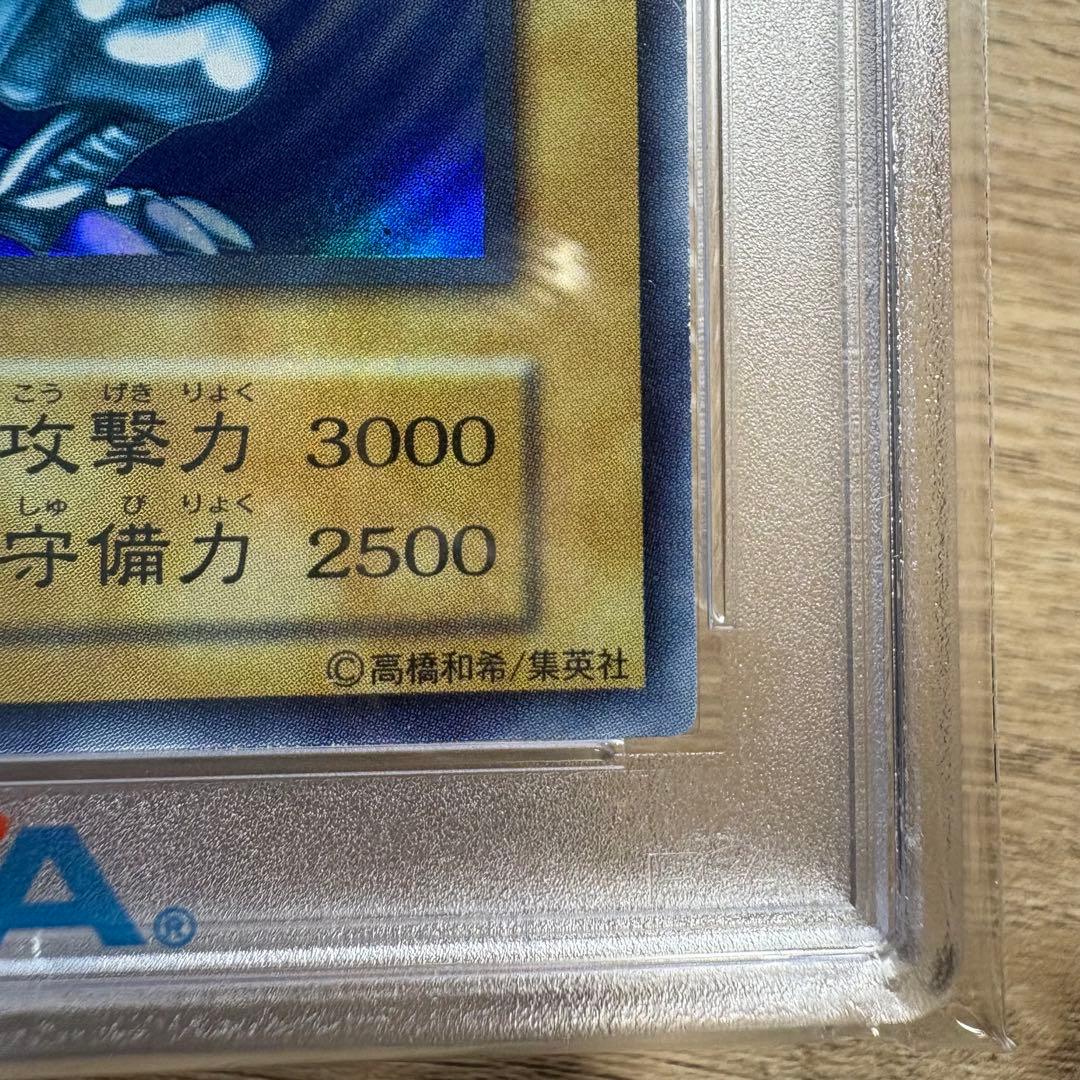 こう げき りょく
攻撃力 3000
しゅ び りょく
守備力 2500
©高橋和希/集英社
A®